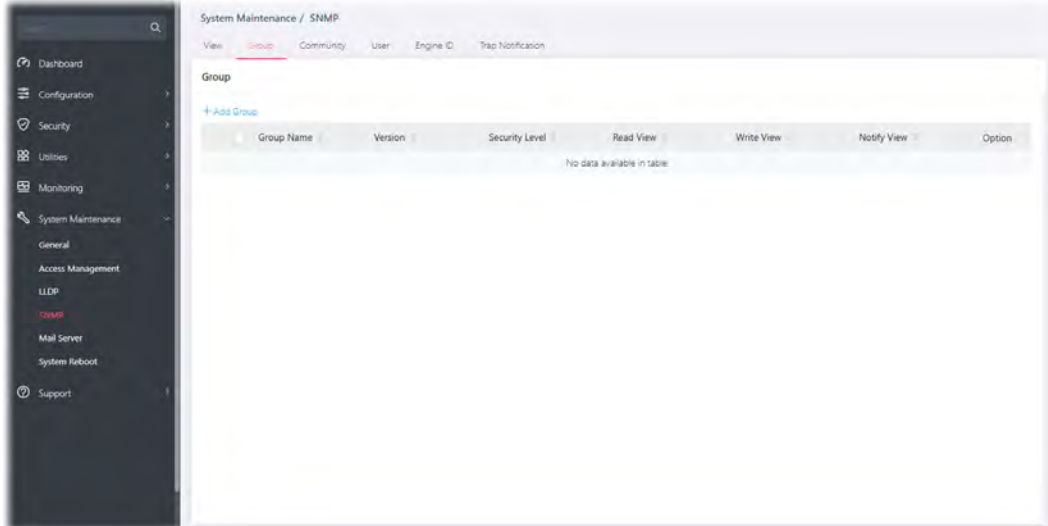 System Maintenance / SNMP
View Group Community User Engine ID Trap Notification
Group
+ Add Group
Group Name Version Security Level Read View Write View Notify View Option
No data available in table
Dashboard
Configuration
Security
Utilities
Monitoring
System Maintenance
General
Access Management
LLDP
SNMP
Mail Server
System Reboot
Support